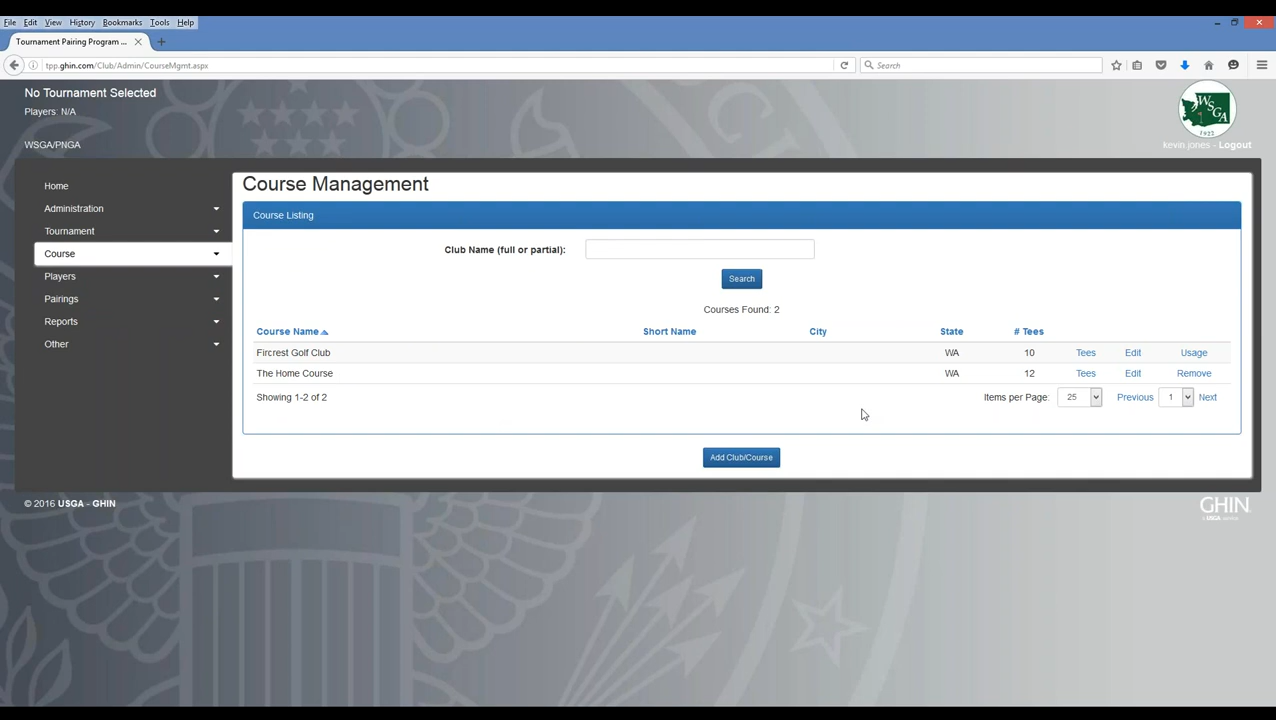 File Edit View History Bookmarks Tools Help
Tournament Pairing Program ...
tpp.ghin.com/Club/Admin/CourseMgmt.aspx
Search
No Tournament Selected
Players: N/A
WSGA/PNGA
WSGA
1922
kevin.jones - Logout
Home
Administration
Tournament
Course
Players
Pairings
Reports
Other
Course Management
Course Listing
Club Name (full or partial):
Search
Courses Found: 2
Course Name Short Name City State # Tees
Fircrest Golf Club WA 10 Tees Edit Usage
The Home Course WA 12 Tees Edit Remove
Showing 1-2 of 2 Items per Page: 25 Previous 1 Next
Add Club/Course
© 2016 USGA - GHIN
GHIN